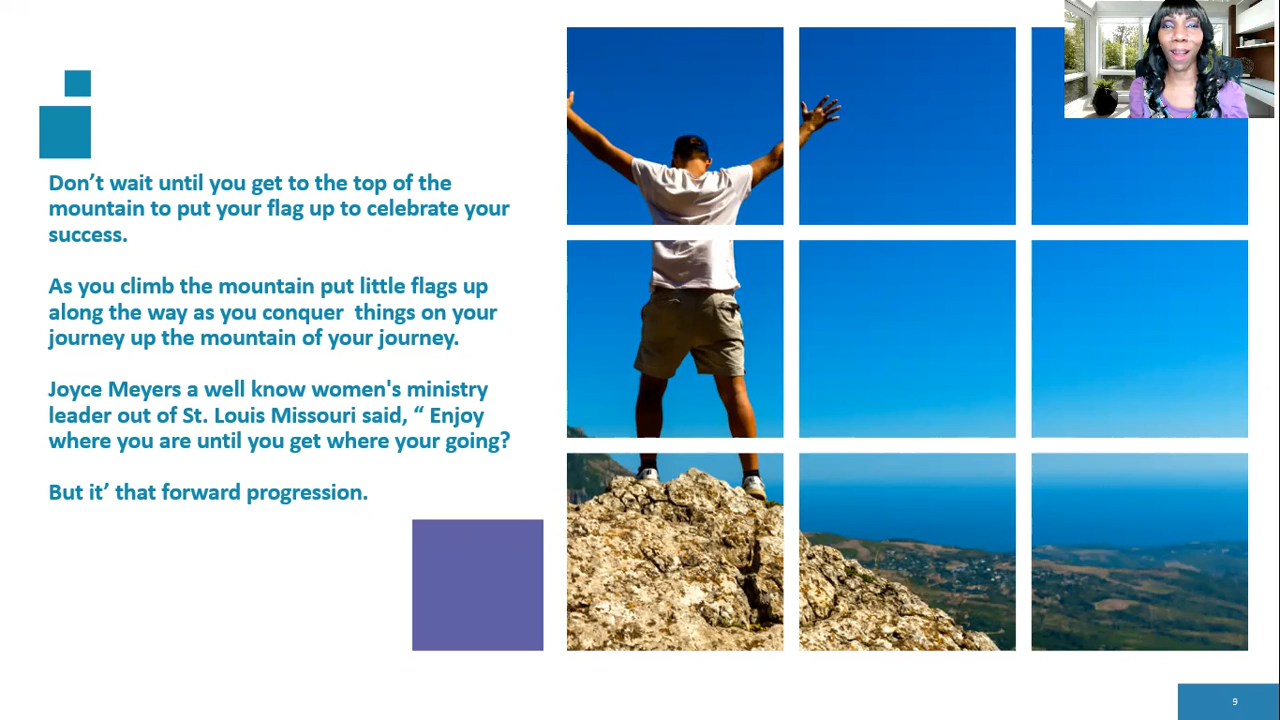 Don’t wait until you get to the top of the
mountain to put your flag up to celebrate your
success.
As you climb the mountain put little flags up
along the way as you conquer  things on your
journey up the mountain of your journey.
Joyce Meyers a well know women's ministry
leader out of St. Louis Missouri said, “ Enjoy
where you are until you get where your going?
But it’ that forward progression.
9